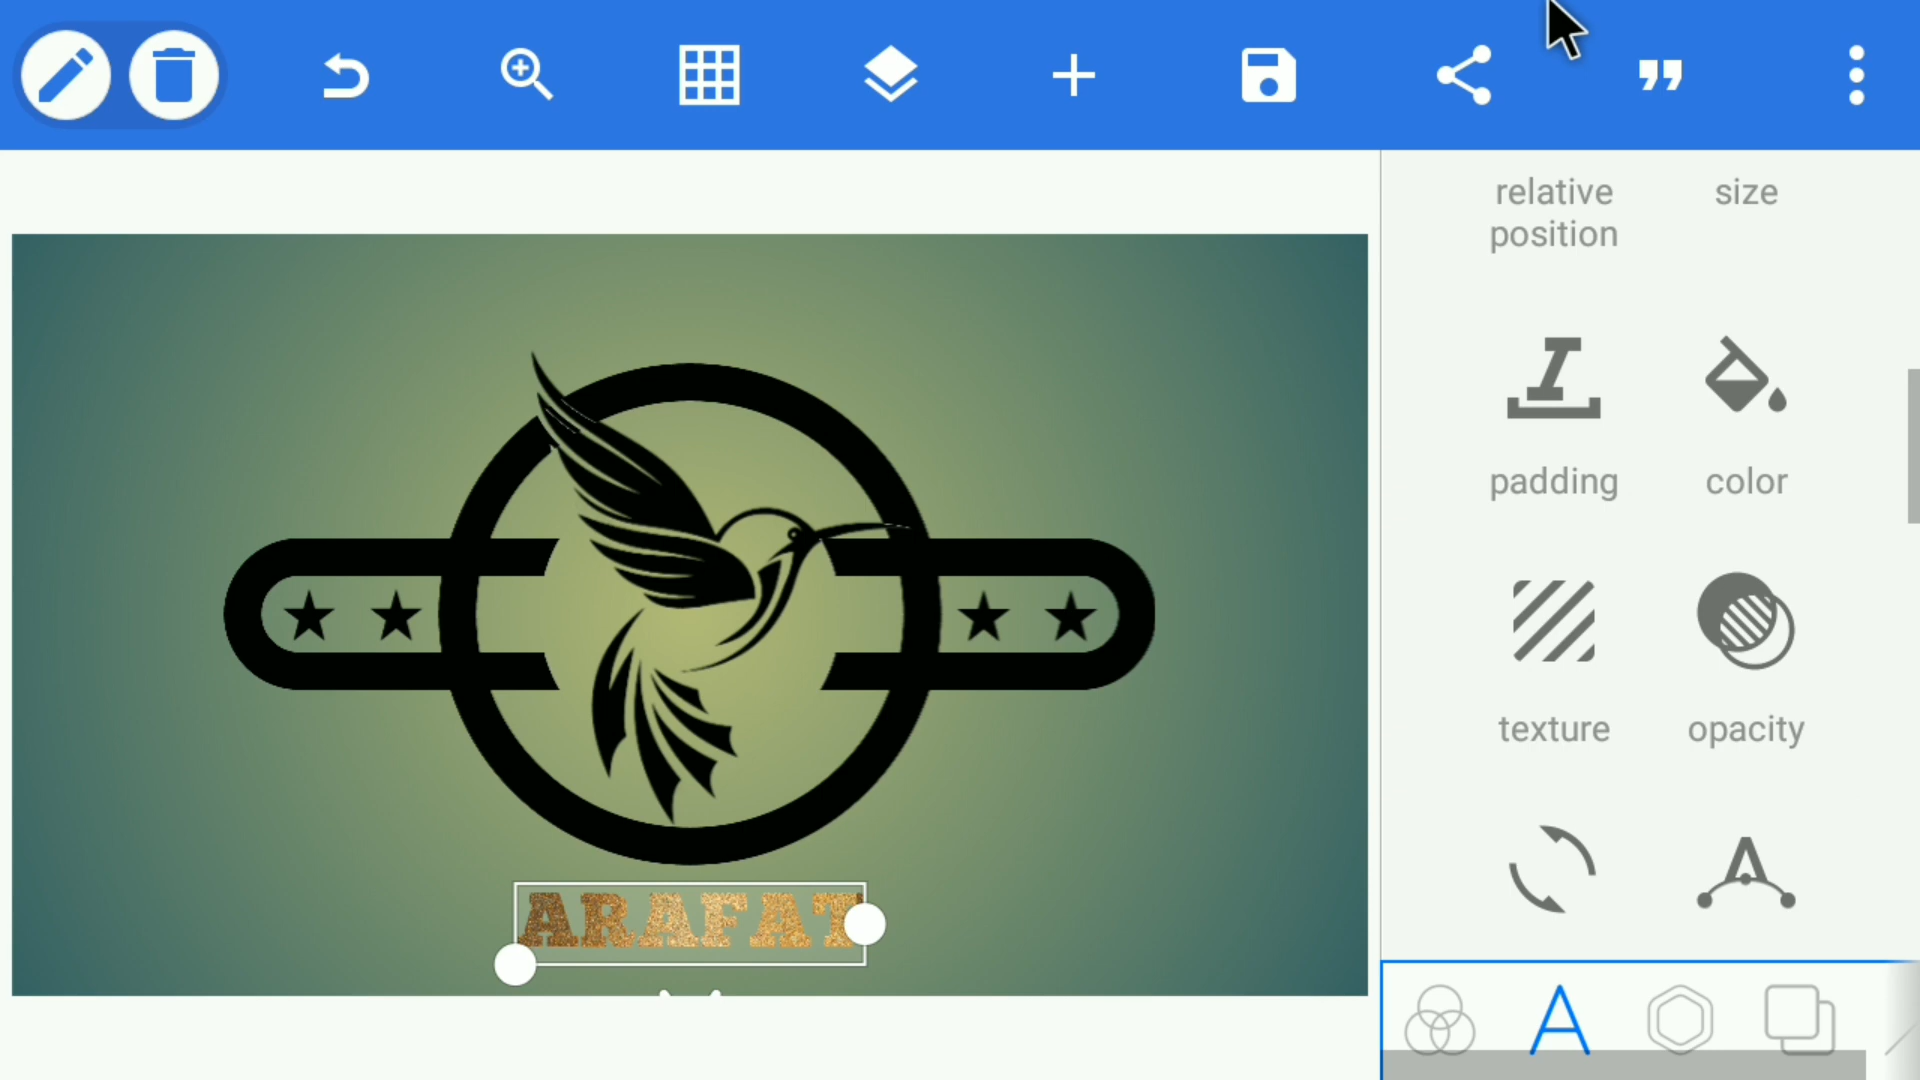 relative position
size
padding
color
texture
opacity
ARAFAT